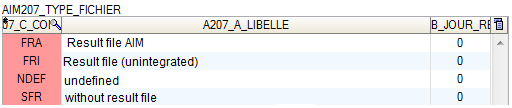 AIM207_TYPE_FICHIER
07_C_CO A207_A_LIBELLE B_JOUR_RE
FRA Result file AIM 0
FRI Result file (unintegrated) 0
NDEF undefined 0
SFR without result file 0